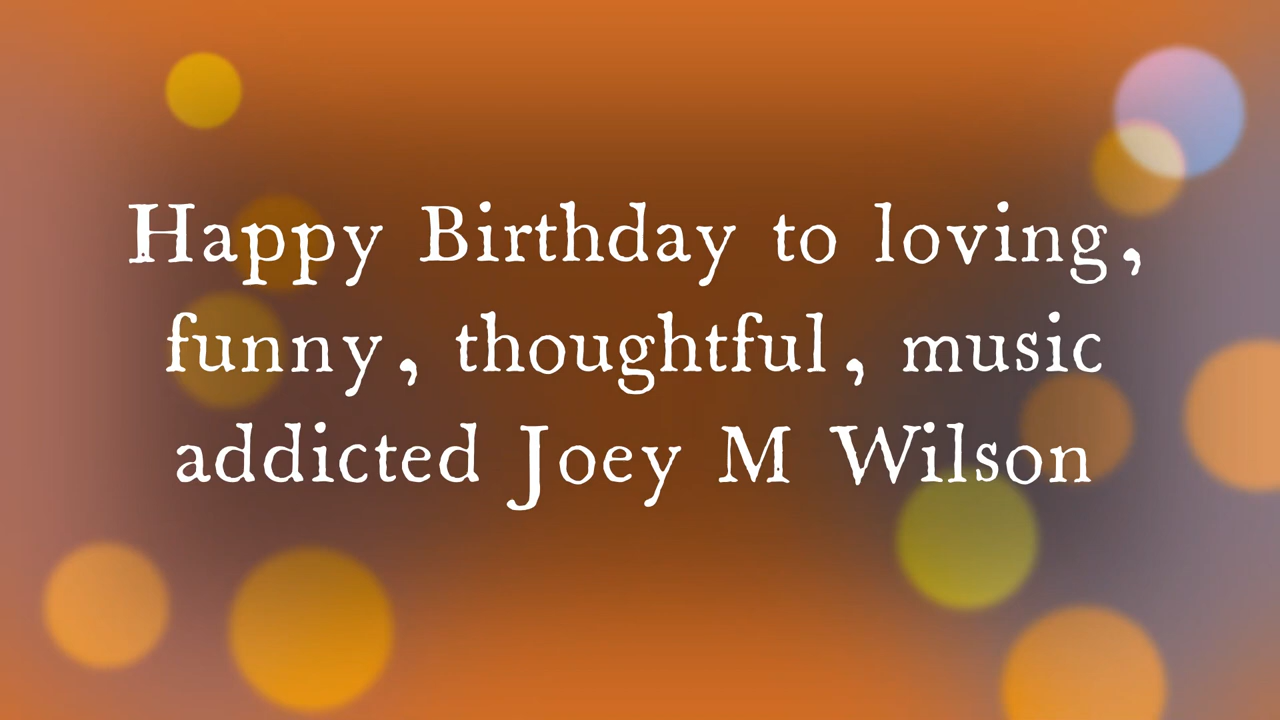 Happy Birthday to loving,
funny, thoughtful, music
addicted Joey M Wilson